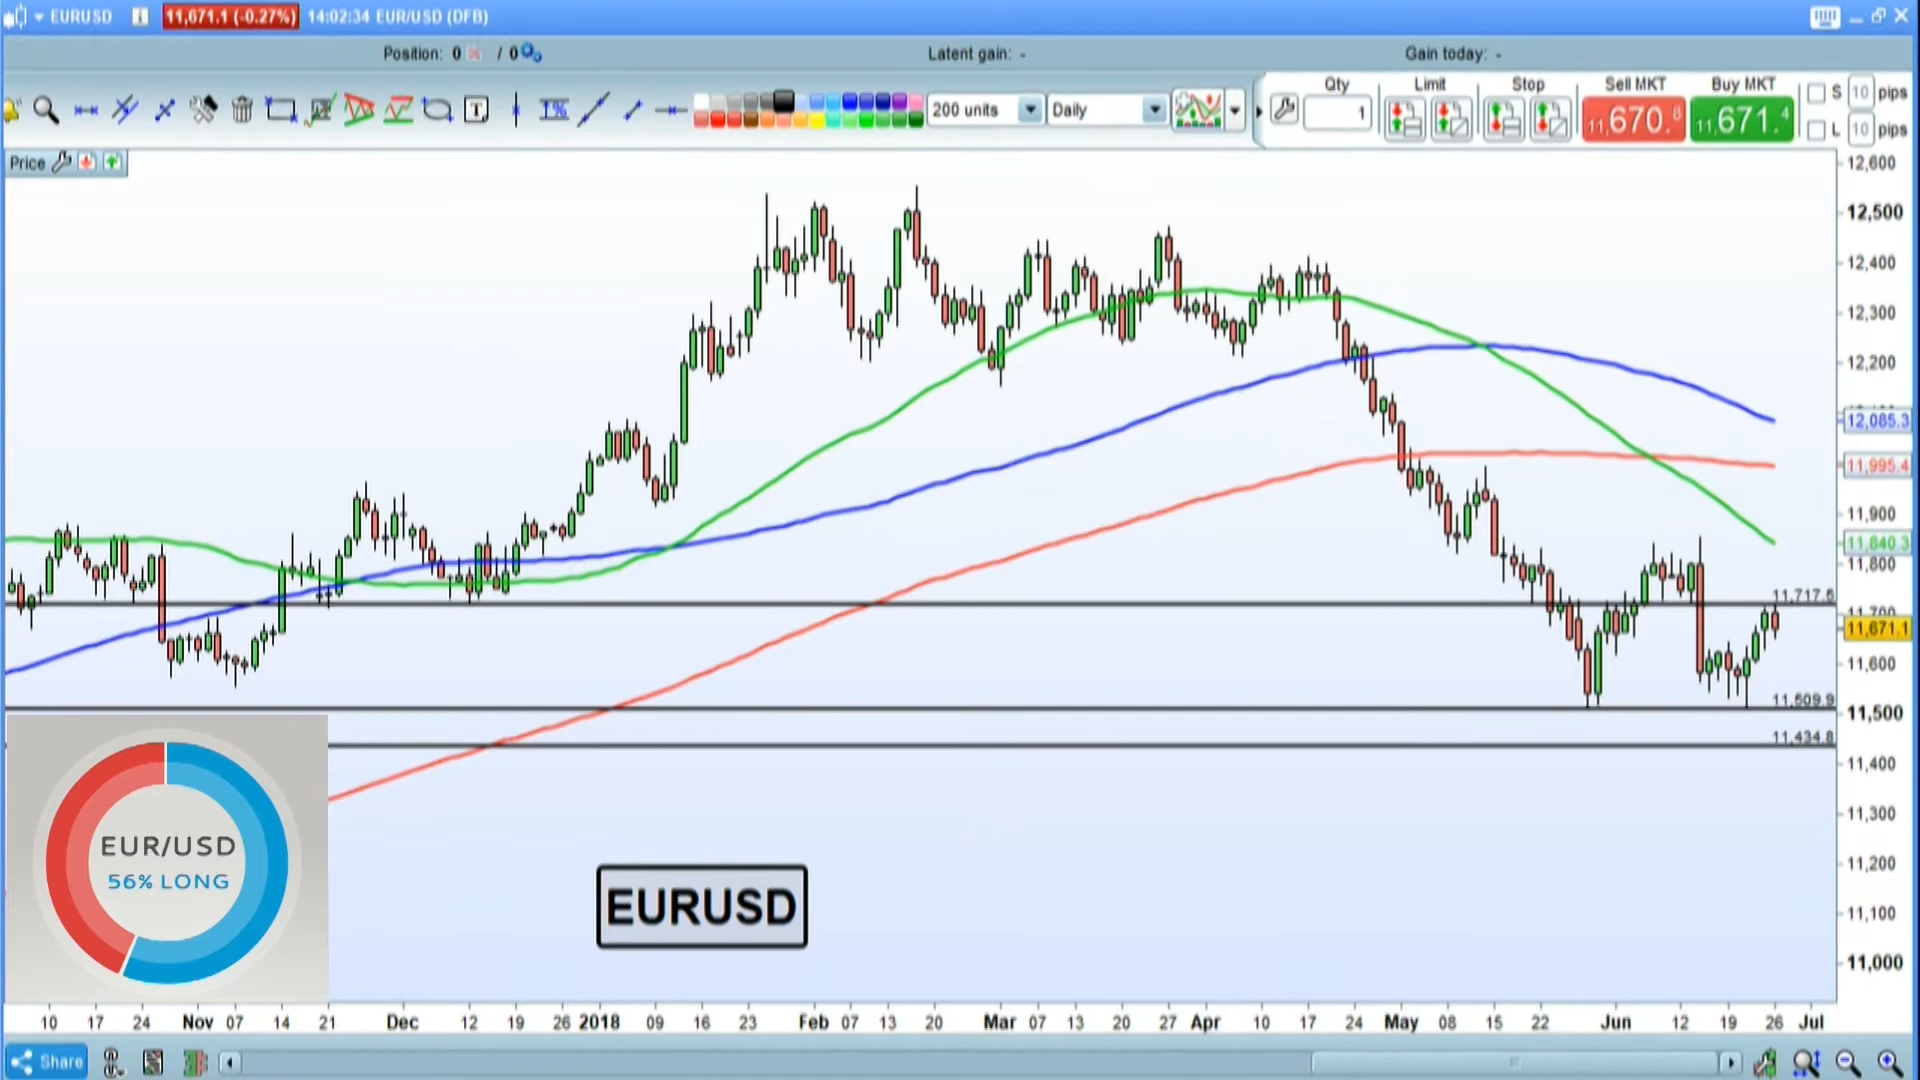 EURUSD 11,671.1 (-0.27%) 14:02:34 EUR/USD (DFB)
Position: 0 / 0 Latent gain: - Gain today: -
Qty Limit Stop Sell MKT Buy MKT S 10 pips
T % 200 units Daily 1 11,670.8 11,671.4 L 10 pips
Price
12,600
12,500
12,400
12,300
12,200
12,085.3
11,995.4
11,900
11,840.3
11,800
11,717.5
11,700
11,671.1
11,600
11,509.9
11,500
11,434.8
11,400
11,300
11,200
11,100
11,000
EUR/USD
56% LONG
EURUSD
10 17 24 Nov 07 14 21 Dec 12 19 26 2018 09 16 23 Feb 07 13 20 Mar 07 13 20 27 Apr 10 17 24 May 08 15 22 Jun 12 19 26 Jul
Share